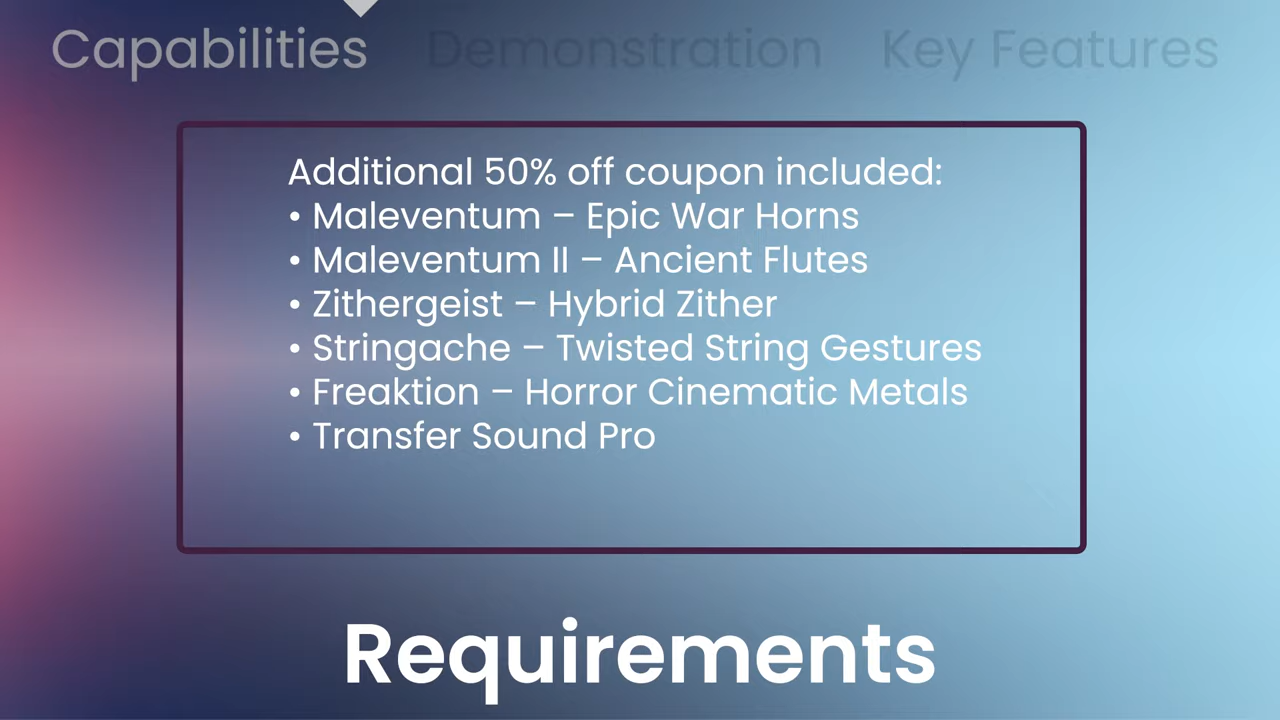 Capabilities Demonstration Key Features
Additional 50% off coupon included:
• Maleventum – Epic War Horns
• Maleventum II – Ancient Flutes
• Zithergeist – Hybrid Zither
• Stringache – Twisted String Gestures
• Freaktion – Horror Cinematic Metals
• Transfer Sound Pro
Requirements